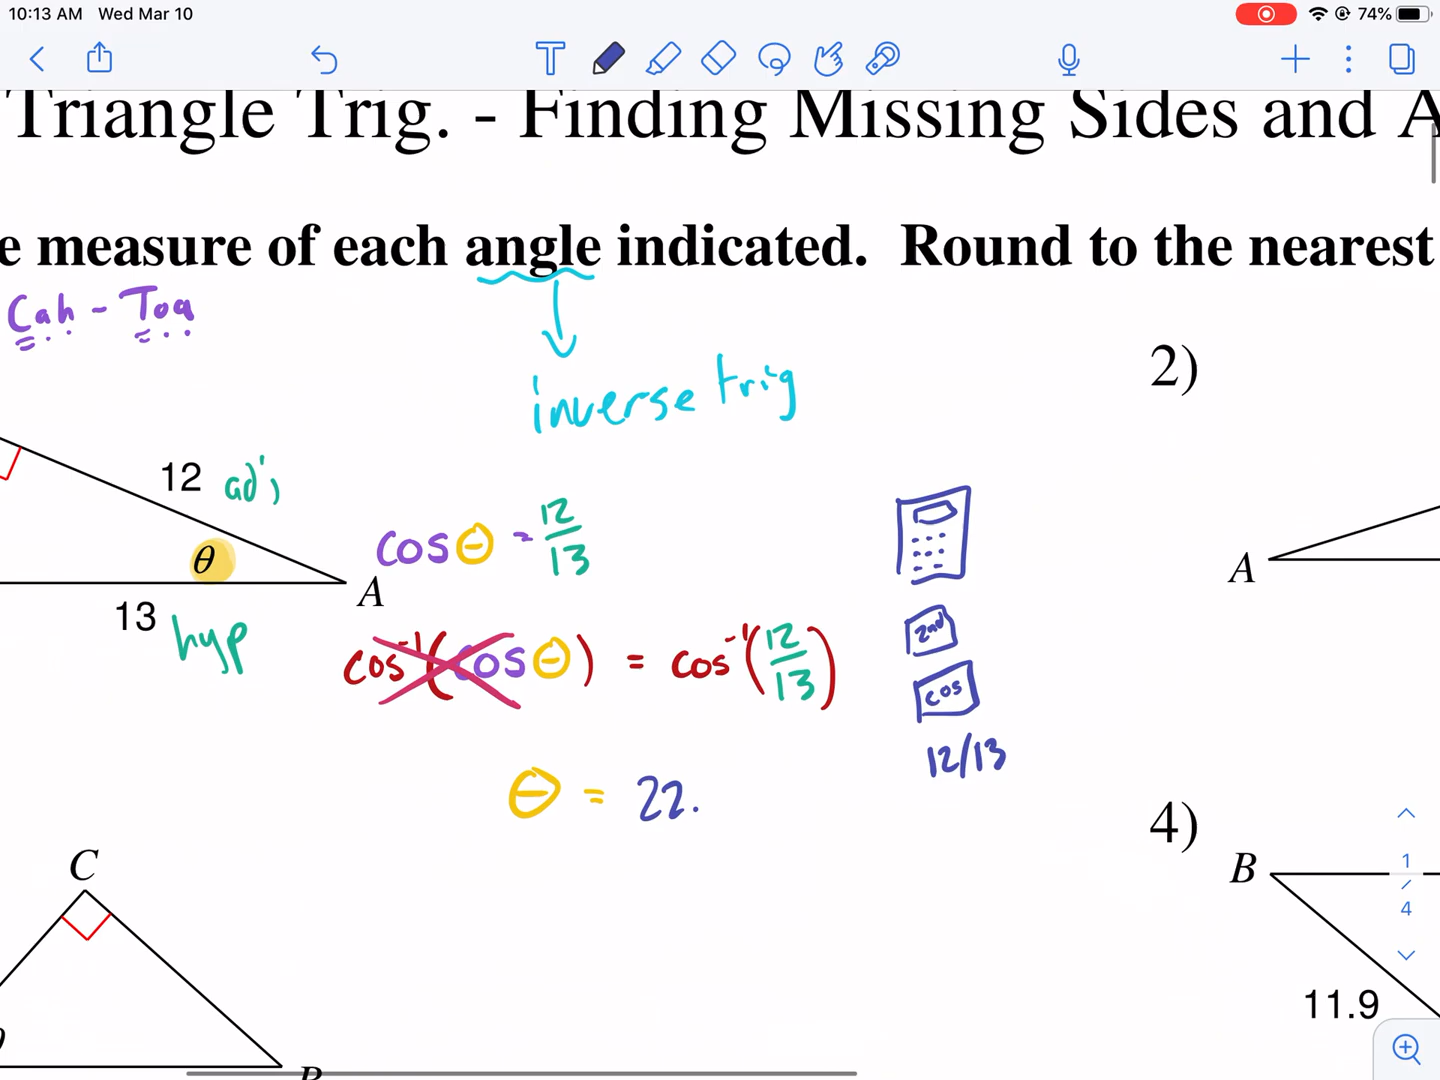 10:13 AM Wed Mar 10
74%
Triangle Trig. - Finding Missing Sides and A
e measure of each angle indicated. Round to the nearest
Cah - Toa
inverse trig
2)
12 adj
θ
A
13 hyp
cos θ = 12/13
cos⁻¹(cos θ) = cos⁻¹(12/13)
2nd
cos
12/13
θ = 22.
A
C
B
4)
B
11.9
1
/
4